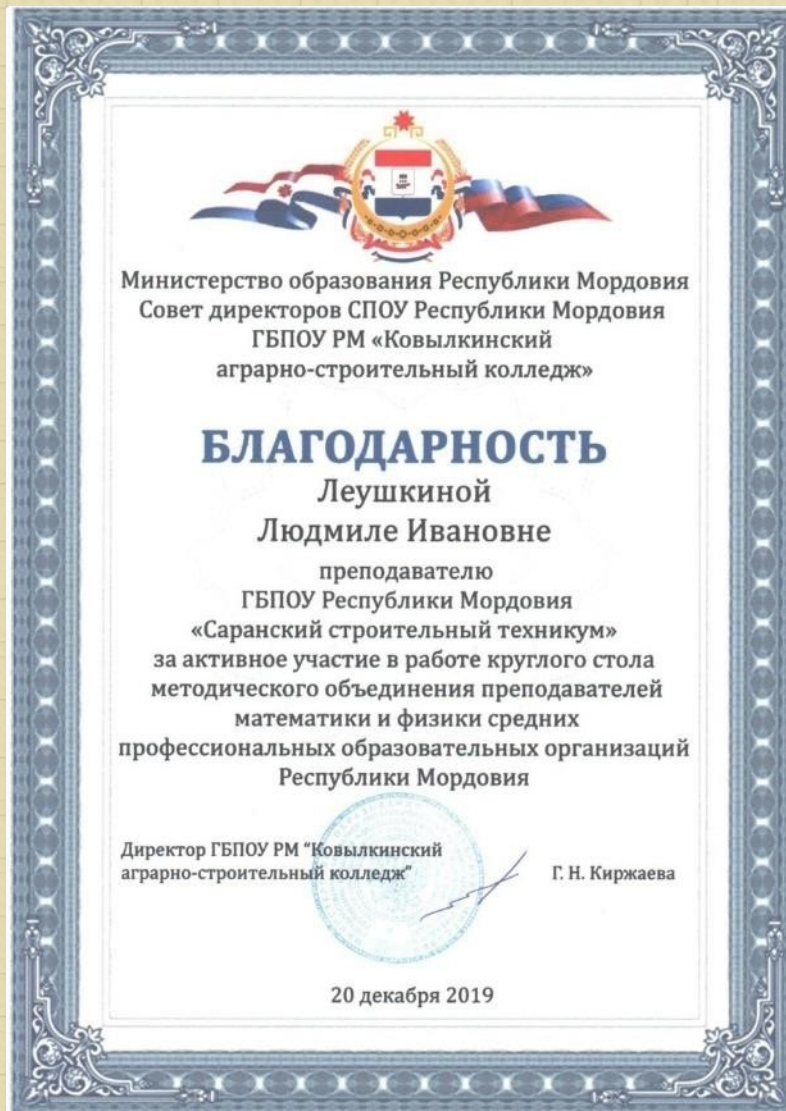 Министерство образования Республики Мордовия
Совет директоров СПОУ Республики Мордовия
ГБПОУ РМ «Ковылкинский
аграрно-строительный колледж»
БЛАГОДАРНОСТЬ
Леушкиной
Людмиле Ивановне
преподавателю
ГБПОУ Республики Мордовия
«Саранский строительный техникум»
за активное участие в работе круглого стола
методического объединения преподавателей
математики и физики средних
профессиональных образовательных организаций
Республики Мордовия
Директор ГБПОУ РМ "Ковылкинский
аграрно-строительный колледж"
Г. Н. Киржаева
20 декабря 2019